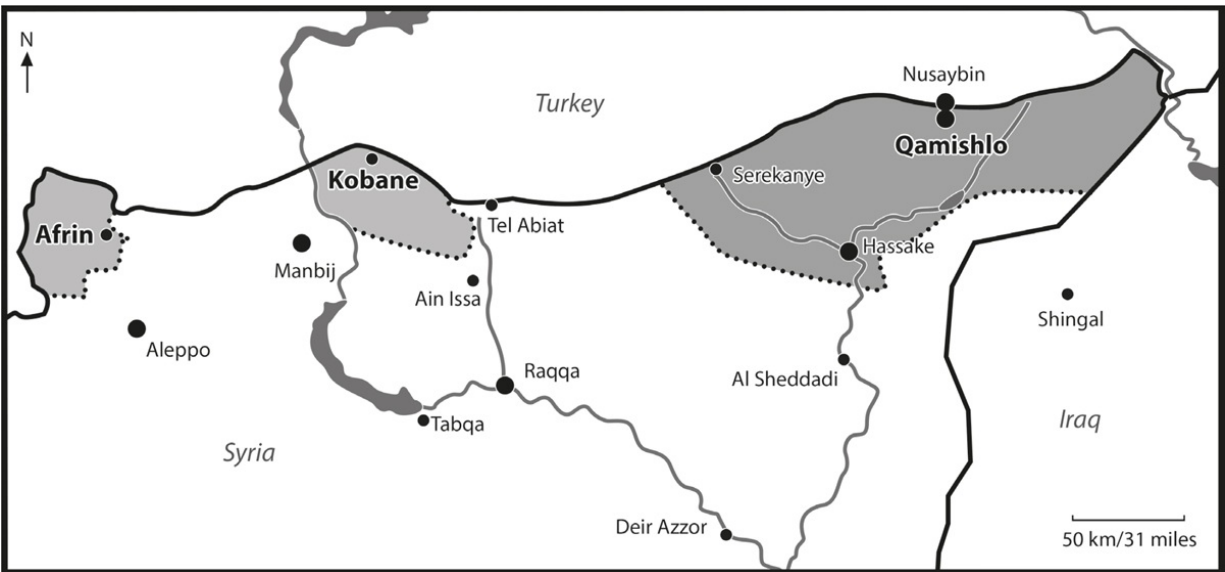 N
Turkey
Nusaybin
Qamishlo
Serekanye
Kobane
Tel Abiat
Afrin
Hassake
Manbij
Ain Issa
Shingal
Aleppo
Raqqa
Al Sheddadi
Tabqa
Iraq
Syria
Deir Azzor
50 km/31 miles